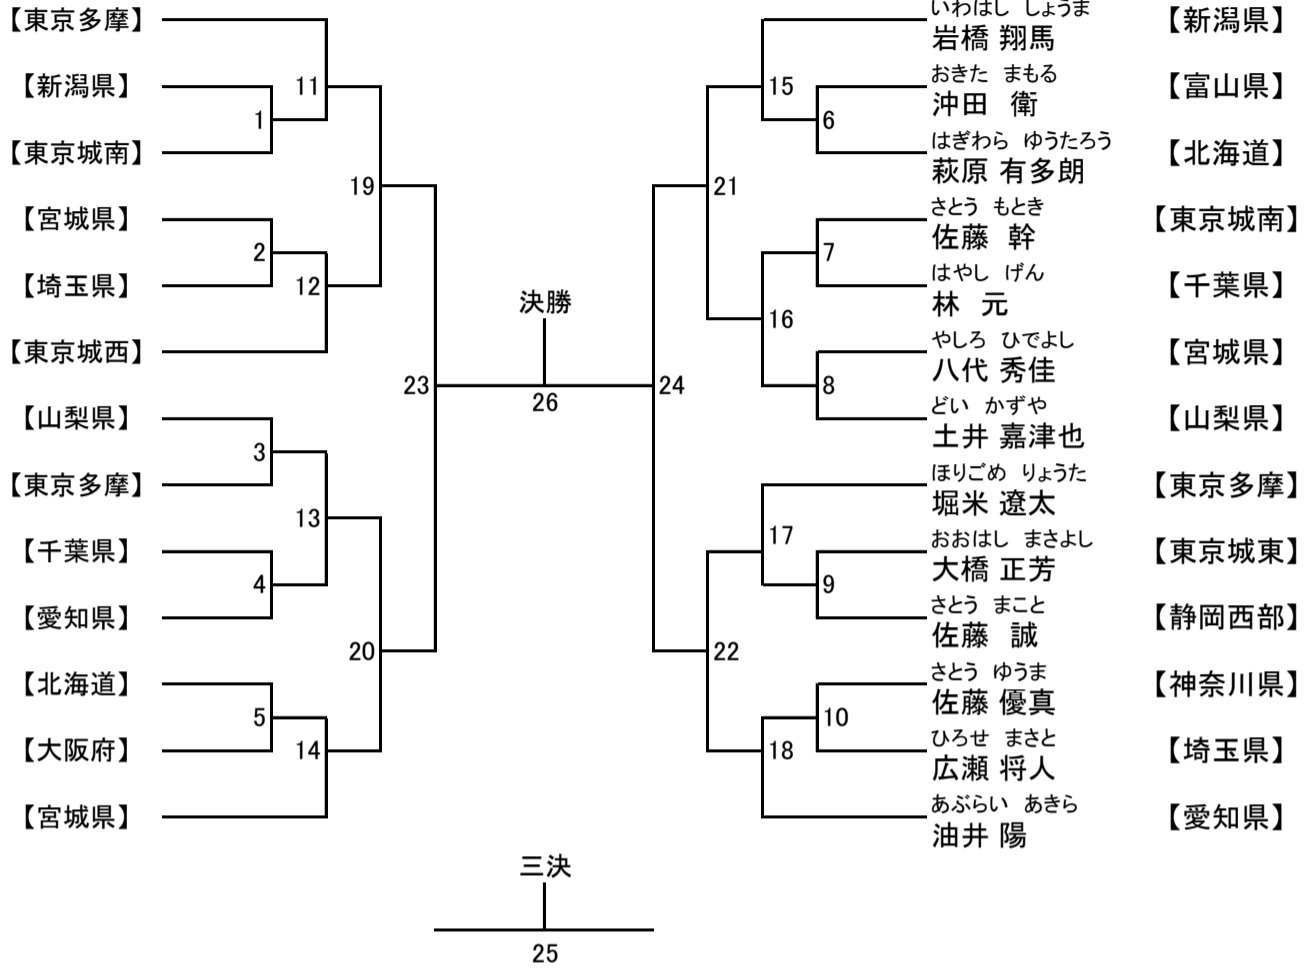 【東京多摩】
【新潟県】
【東京城南】
【宮城県】
【埼玉県】
【東京城西】
【山梨県】
【東京多摩】
【千葉県】
【愛知県】
【北海道】
【大阪府】
【宮城県】
1
2
3
4
5
11
12
13
14
19
20
23
決勝
26
三決
25
24
21
22
15
16
17
18
6
7
8
9
10
いわはし しょうま
岩橋 翔馬 【新潟県】
おきた まもる
沖田 衛 【富山県】
はぎわら ゆうたろう
萩原 有多朗 【北海道】
さとう もとき
佐藤 幹 【東京城南】
はやし げん
林 元 【千葉県】
やしろ ひでよし
八代 秀佳 【宮城県】
どい かずや
土井 嘉津也 【山梨県】
ほりごめ りょうた
堀米 遼太 【東京多摩】
おおはし まさよし
大橋 正芳 【東京城東】
さとう まこと
佐藤 誠 【静岡西部】
さとう ゆうま
佐藤 優真 【神奈川県】
ひろせ まさと
広瀬 将人 【埼玉県】
あぶらい あきら
油井 陽 【愛知県】